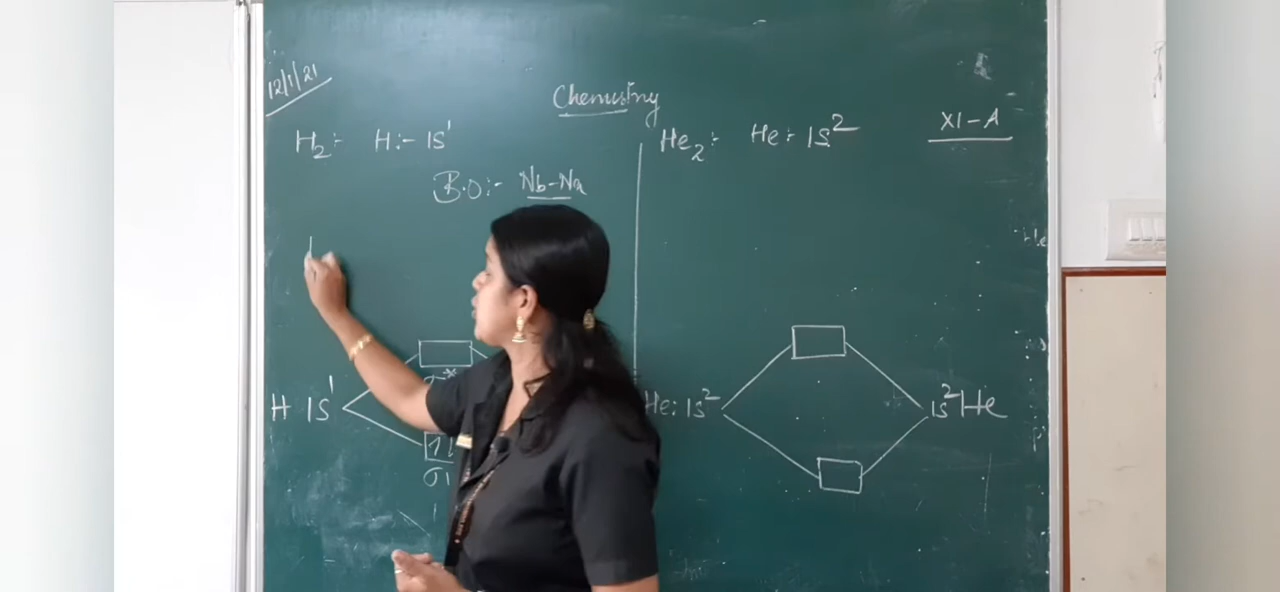 12/1/21
Chemistry
XI-A
H2:- H:- 1s1
B.O:- Nb-Na
He2:- He:- 1s2
σ*
H 1s1
σ1
He: 1s2
1s2 He